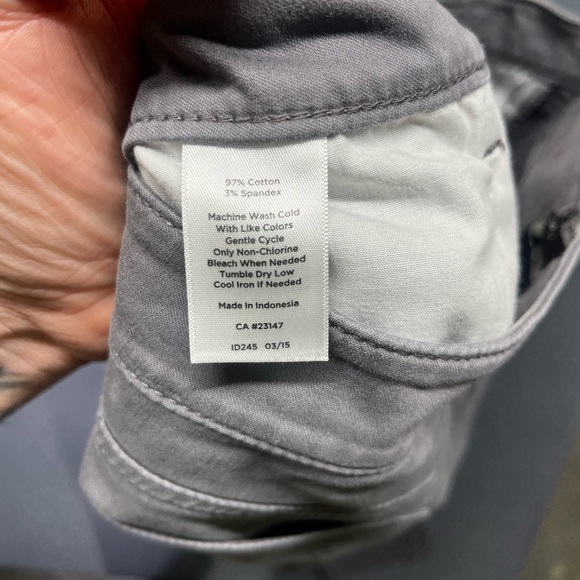 97% Cotton
3% Spandex
Machine Wash Cold
With Like Colors
Gentle Cycle
Only Non-Chlorine
Bleach When Needed
Tumble Dry Low
Cool Iron If Needed
Made in Indonesia
CA #23147
ID245 03/15